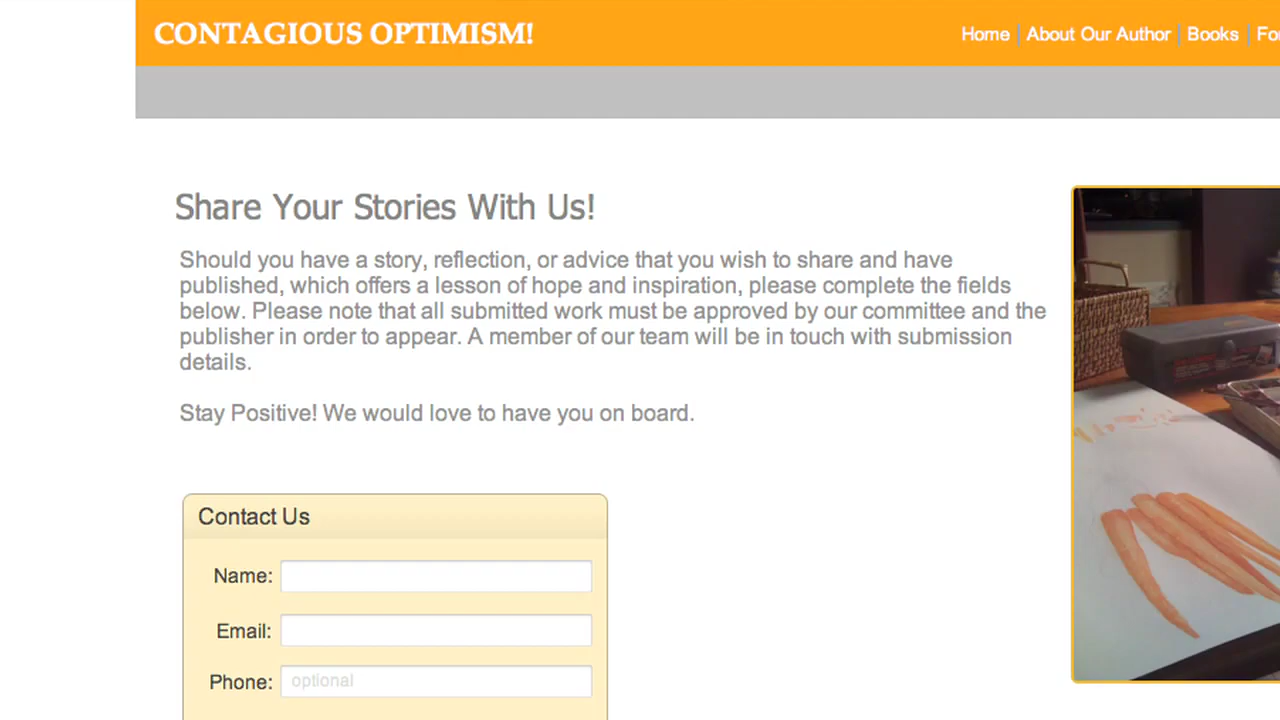 CONTAGIOUS OPTIMISM!
Home | About Our Author | Books | Fo
Share Your Stories With Us!
Should you have a story, reflection, or advice that you wish to share and have
published, which offers a lesson of hope and inspiration, please complete the fields
below. Please note that all submitted work must be approved by our committee and the
publisher in order to appear. A member of our team will be in touch with submission
details.
Stay Positive! We would love to have you on board.
Contact Us
Name:
Email:
Phone: optional